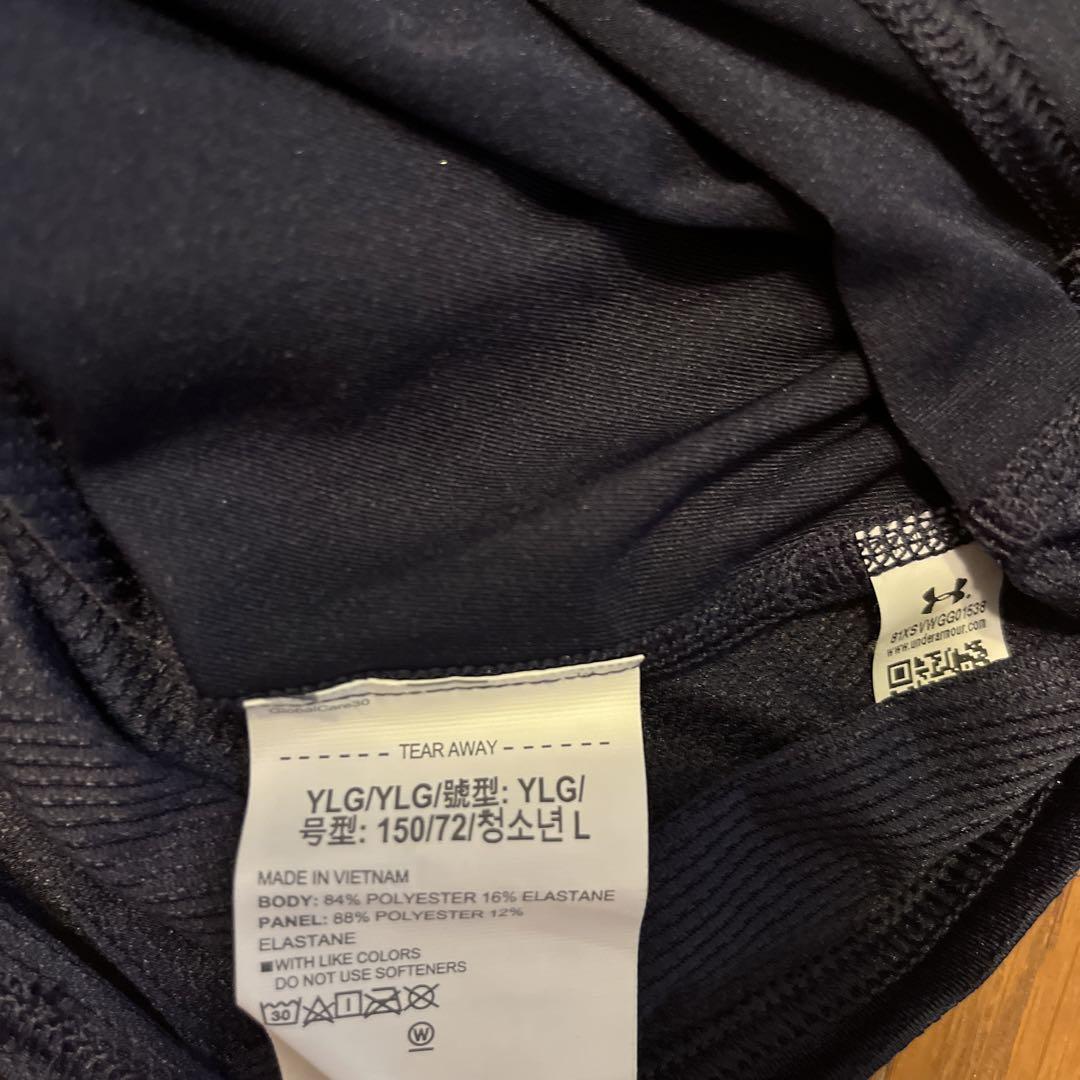 81XSVWGG01538
www.underarmour.com
GlobalCare30
- - - - - - TEAR AWAY - - - - - -
YLG/YLG/號型: YLG/
号型: 150/72/청소년 L
MADE IN VIETNAM
BODY: 84% POLYESTER 16% ELASTANE
PANEL: 88% POLYESTER 12%
ELASTANE
■WITH LIKE COLORS
DO NOT USE SOFTENERS
30
W